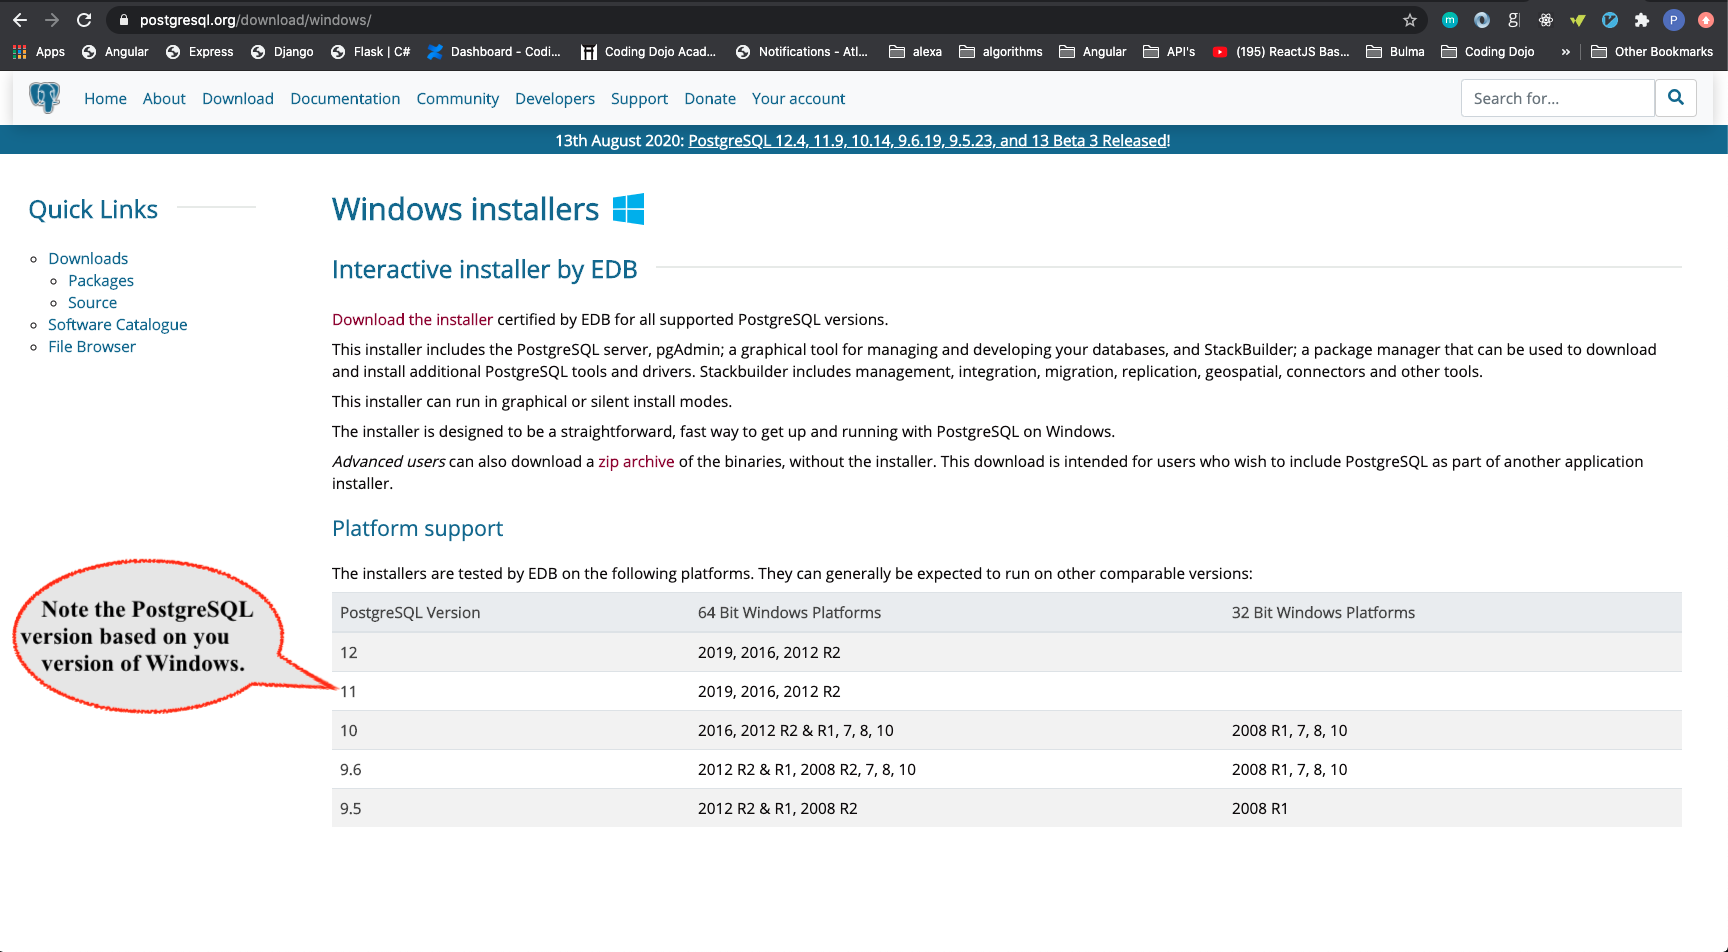 postgresql.org/download/windows/
Apps Angular Express Django Flask | C# Dashboard - Codi... Coding Dojo Acad... Notifications - Atl... alexa algorithms Angular API's (195) ReactJS Bas... Bulma Coding Dojo » Other Bookmarks
Home About Download Documentation Community Developers Support Donate Your account Search for...
13th August 2020: PostgreSQL 12.4, 11.9, 10.14, 9.6.19, 9.5.23, and 13 Beta 3 Released!
Quick Links
Downloads
Packages
Source
Software Catalogue
File Browser
Windows installers
Interactive installer by EDB
Download the installer certified by EDB for all supported PostgreSQL versions.
This installer includes the PostgreSQL server, pgAdmin; a graphical tool for managing and developing your databases, and StackBuilder; a package manager that can be used to download
and install additional PostgreSQL tools and drivers. Stackbuilder includes management, integration, migration, replication, geospatial, connectors and other tools.
This installer can run in graphical or silent install modes.
The installer is designed to be a straightforward, fast way to get up and running with PostgreSQL on Windows.
Advanced users can also download a zip archive of the binaries, without the installer. This download is intended for users who wish to include PostgreSQL as part of another application
installer.
Platform support
The installers are tested by EDB on the following platforms. They can generally be expected to run on other comparable versions:
Note the PostgreSQL
version based on you
version of Windows.
PostgreSQL Version 64 Bit Windows Platforms 32 Bit Windows Platforms
12 2019, 2016, 2012 R2
11 2019, 2016, 2012 R2
10 2016, 2012 R2 & R1, 7, 8, 10 2008 R1, 7, 8, 10
9.6 2012 R2 & R1, 2008 R2, 7, 8, 10 2008 R1, 7, 8, 10
9.5 2012 R2 & R1, 2008 R2 2008 R1